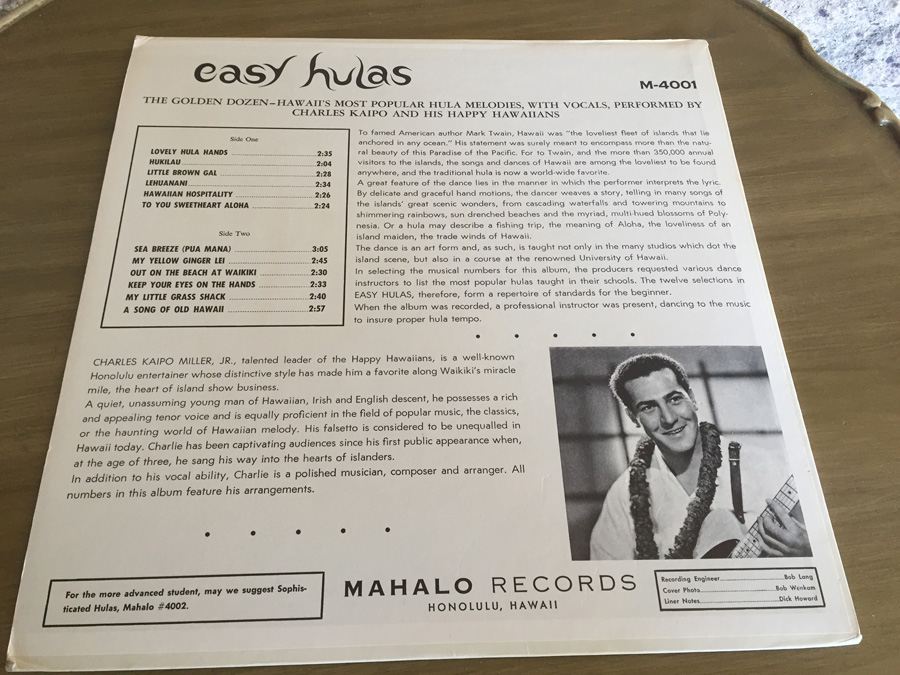 easy hulas
M-4001
THE GOLDEN DOZEN—HAWAII'S MOST POPULAR HULA MELODIES, WITH VOCALS, PERFORMED BY
CHARLES KAIPO AND HIS HAPPY HAWAIIANS
Side One
LOVELY HULA HANDS 2:35
HUKILAU 2:04
LITTLE BROWN GAL 2:28
LEHUANANI 2:34
HAWAIIAN HOSPITALITY 2:26
TO YOU SWEETHEART ALOHA 2:24
Side Two
SEA BREEZE (PUA MANA) 3:05
MY YELLOW GINGER LEI 2:45
OUT ON THE BEACH AT WAIKIKI 2:30
KEEP YOUR EYES ON THE HANDS 2:33
MY LITTLE GRASS SHACK 2:40
A SONG OF OLD HAWAII 2:57
To famed American author Mark Twain, Hawaii was "the loveliest fleet of islands that lie
anchored in any ocean." His statement was surely meant to encompass more than the natu-
ral beauty of this Paradise of the Pacific. For to Twain, and the more than 350,000 annual
visitors to the islands, the songs and dances of Hawaii are among the loveliest to be found
anywhere, and the traditional hula is now a world-wide favorite.
A great feature of the dance lies in the manner in which the performer interprets the lyric.
By delicate and graceful hand motions, the dancer weaves a story, telling in many songs of
the islands' great scenic wonders, from cascading waterfalls and towering mountains to
shimmering rainbows, sun drenched beaches and the myriad, multi-hued blossoms of Poly-
nesia. Or a hula may describe a fishing trip, the meaning of Aloha, the loveliness of an
island maiden, the trade winds of Hawaii.
The dance is an art form and, as such, is taught not only in the many studios which dot the
island scene, but also in a course at the renowned University of Hawaii.
In selecting the musical numbers for this album, the producers requested various dance
instructors to list the most popular hulas taught in their schools. The twelve selections in
EASY HULAS, therefore, form a repertoire of standards for the beginner.
When the album was recorded, a professional instructor was present, dancing to the music
to insure proper hula tempo.
CHARLES KAIPO MILLER, JR., talented leader of the Happy Hawaiians, is a well-known
Honolulu entertainer whose distinctive style has made him a favorite along Waikiki's miracle
mile, the heart of island show business.
A quiet, unassuming young man of Hawaiian, Irish and English descent, he possesses a rich
and appealing tenor voice and is equally proficient in the field of popular music, the classics,
or the haunting world of Hawaiian melody. His falsetto is considered to be unequalled in
Hawaii today. Charlie has been captivating audiences since his first public appearance when,
at the age of three, he sang his way into the hearts of islanders.
In addition to his vocal ability, Charlie is a polished musician, composer and arranger. All
numbers in this album feature his arrangements.
For the more advanced student, may we suggest Sophis-
ticated Hulas, Mahalo #4002.
MAHALO RECORDS
HONOLULU, HAWAII
Recording Engineer Bob Lang
Cover Photo Bob Wenkam
Liner Notes Dick Howard